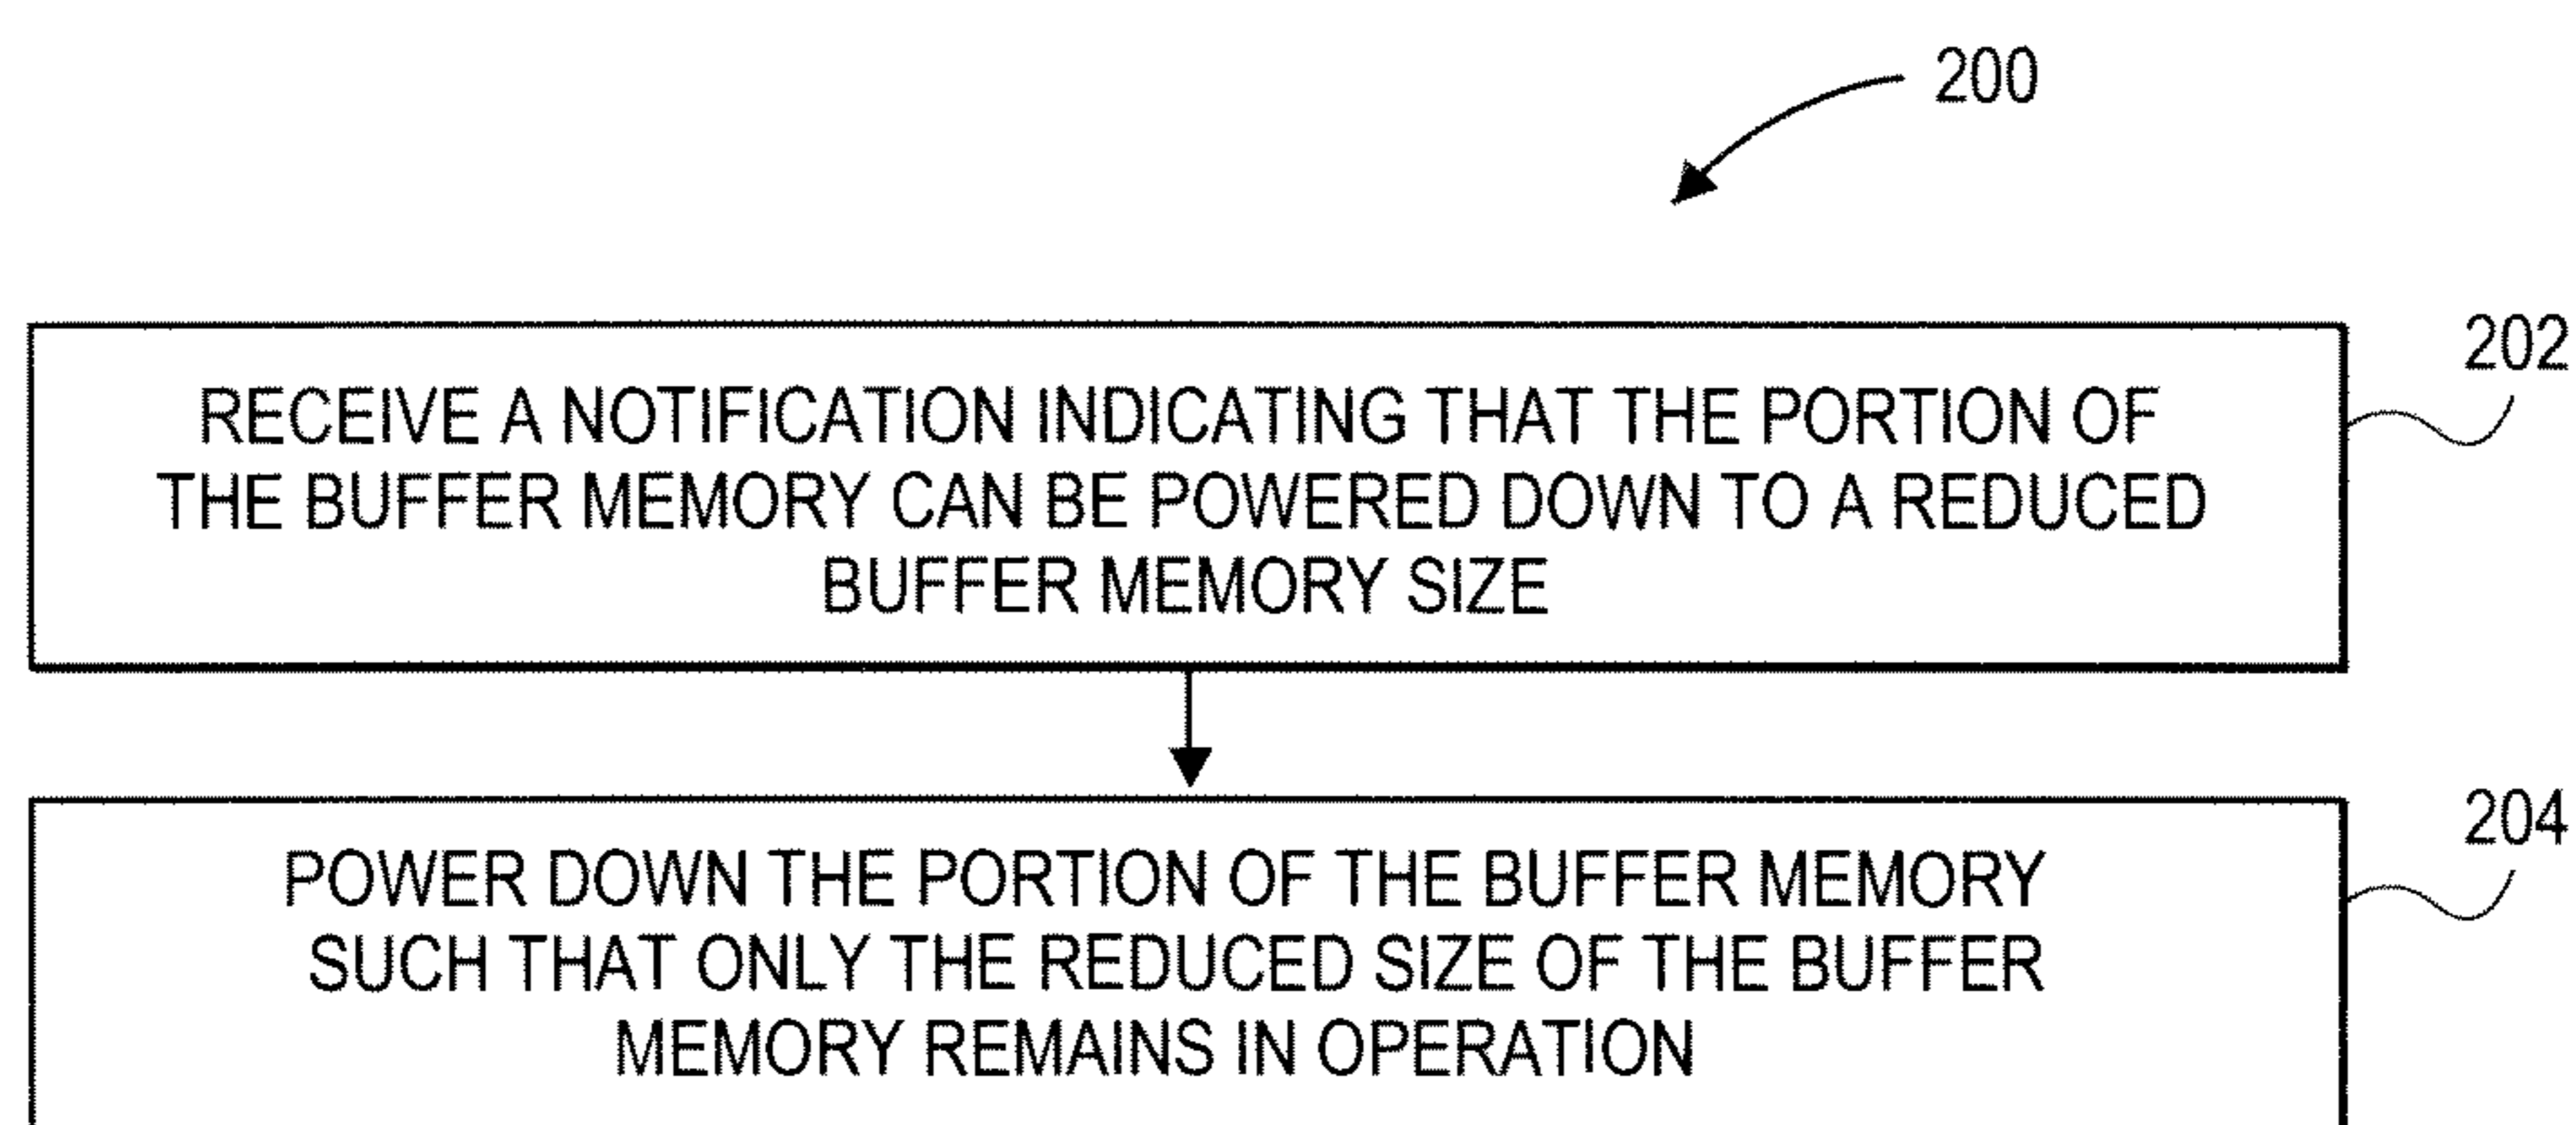 200
202
RECEIVE A NOTIFICATION INDICATING THAT THE PORTION OF
THE BUFFER MEMORY CAN BE POWERED DOWN TO A REDUCED
BUFFER MEMORY SIZE
204
POWER DOWN THE PORTION OF THE BUFFER MEMORY
SUCH THAT ONLY THE REDUCED SIZE OF THE BUFFER
MEMORY REMAINS IN OPERATION